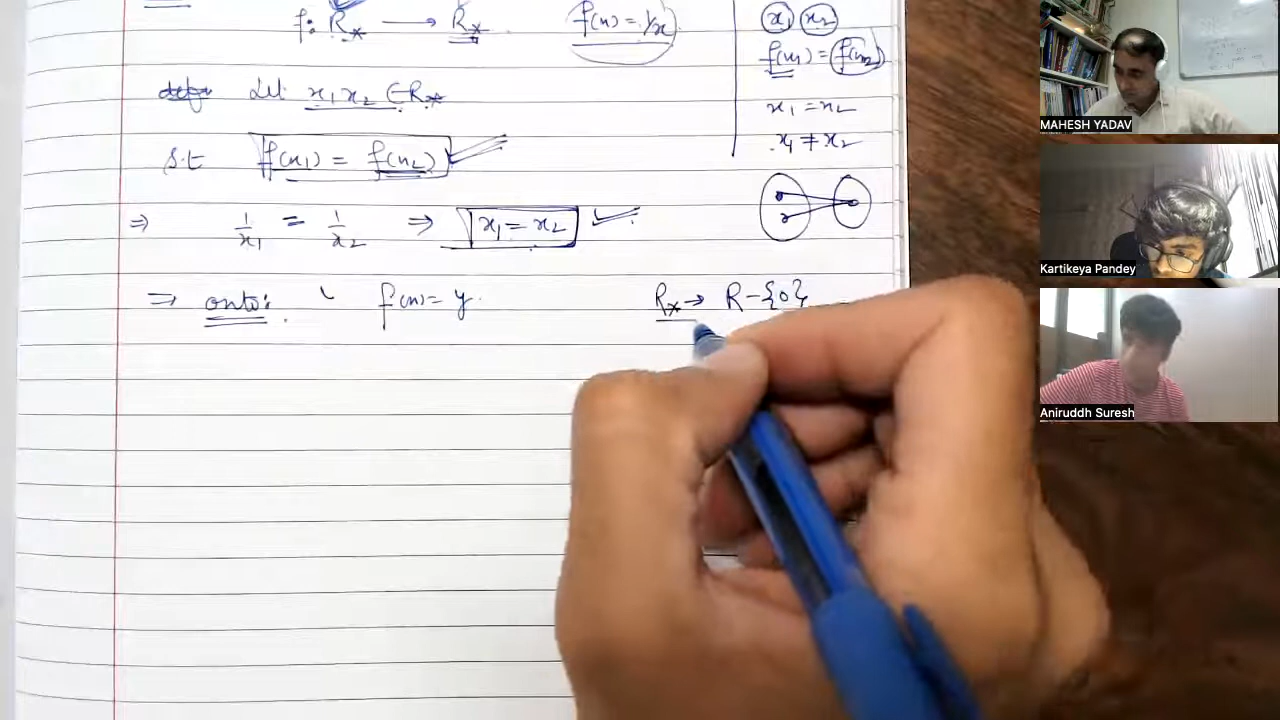 f: R* → R* f(x) = 1/x
Let x₁ x₂ ∈ R*
S.t f(x₁) = f(x₂)
⇒ 1/x₁ = 1/x₂ ⇒ x₁ = x₂
⇒ onto: f(x) = y. R* → R-{0}
x₁ x₂
f(x₁) = f(x₂)
x₁ = x₂
x₁ ≠ x₂
MAHESH YADAV
Kartikeya Pandey
Aniruddh Suresh